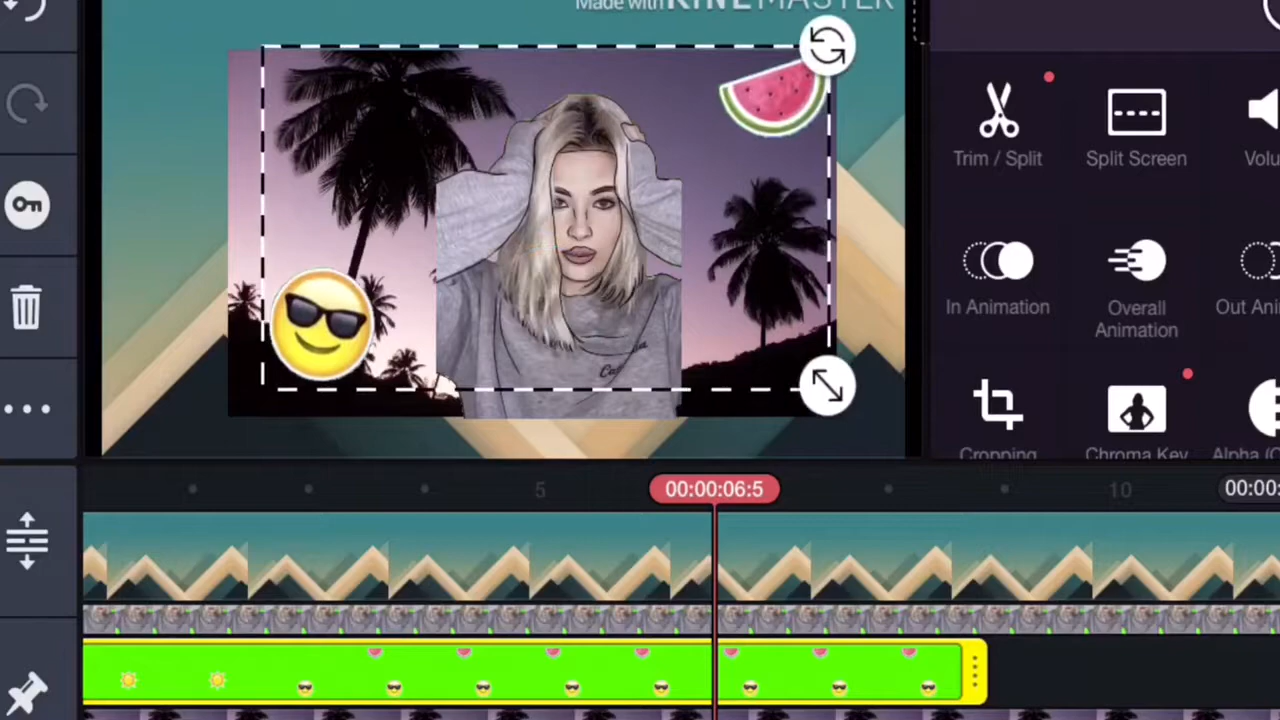 Made with KINEMASTER
Trim / Split
Split Screen
Volu
In Animation
Overall
Animation
Out Ani
Cropping
Chroma Key
Alpha (O
5
00:00:06:5
10
00:00: